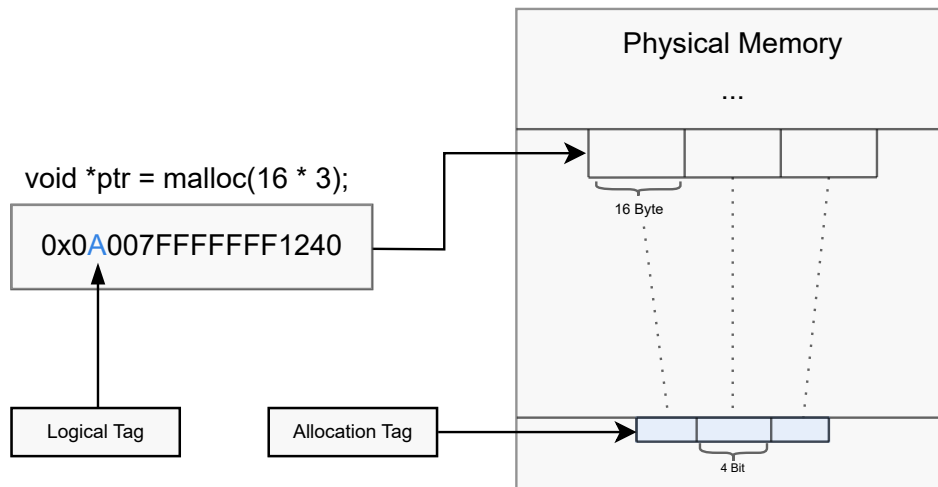 Physical Memory
...
void *ptr = malloc(16 * 3);
0x0A007FFFFFFF1240
16 Byte
Logical Tag
Allocation Tag
4 Bit